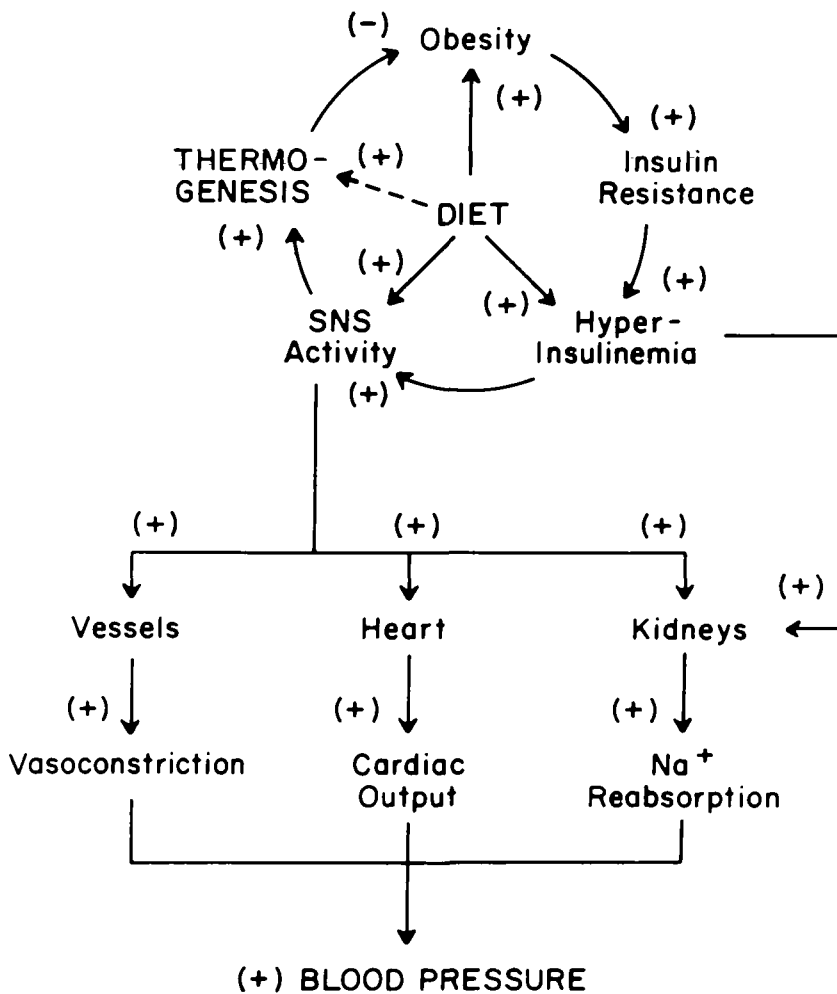 (-)
Obesity
(+)
(+)
THERMO-
GENESIS
(+)
Insulin
Resistance
DIET
(+)
(+)
(+)
(+)
SNS
Activity
Hyper-
Insulinemia
(+)
(+) (+) (+)
(+)
Vessels Heart Kidneys
(+) (+) (+)
Vasoconstriction
Cardiac
Output
Na+
Reabsorption
(+) BLOOD PRESSURE